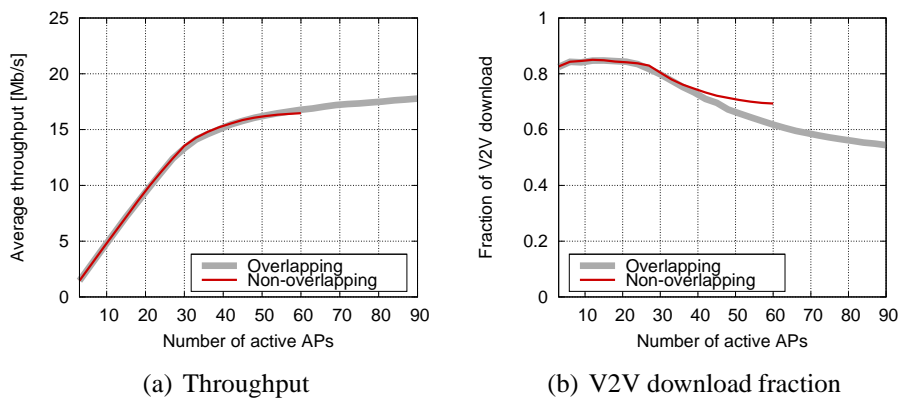 25
20
15
10
5
0
10 20 30 40 50 60 70 80 90
Average throughput [Mb/s]
Number of active APs
Overlapping
Non-overlapping
(a) Throughput
1
0.8
0.6
0.4
0.2
0
10 20 30 40 50 60 70 80 90
Fraction of V2V download
Number of active APs
Overlapping
Non-overlapping
(b) V2V download fraction